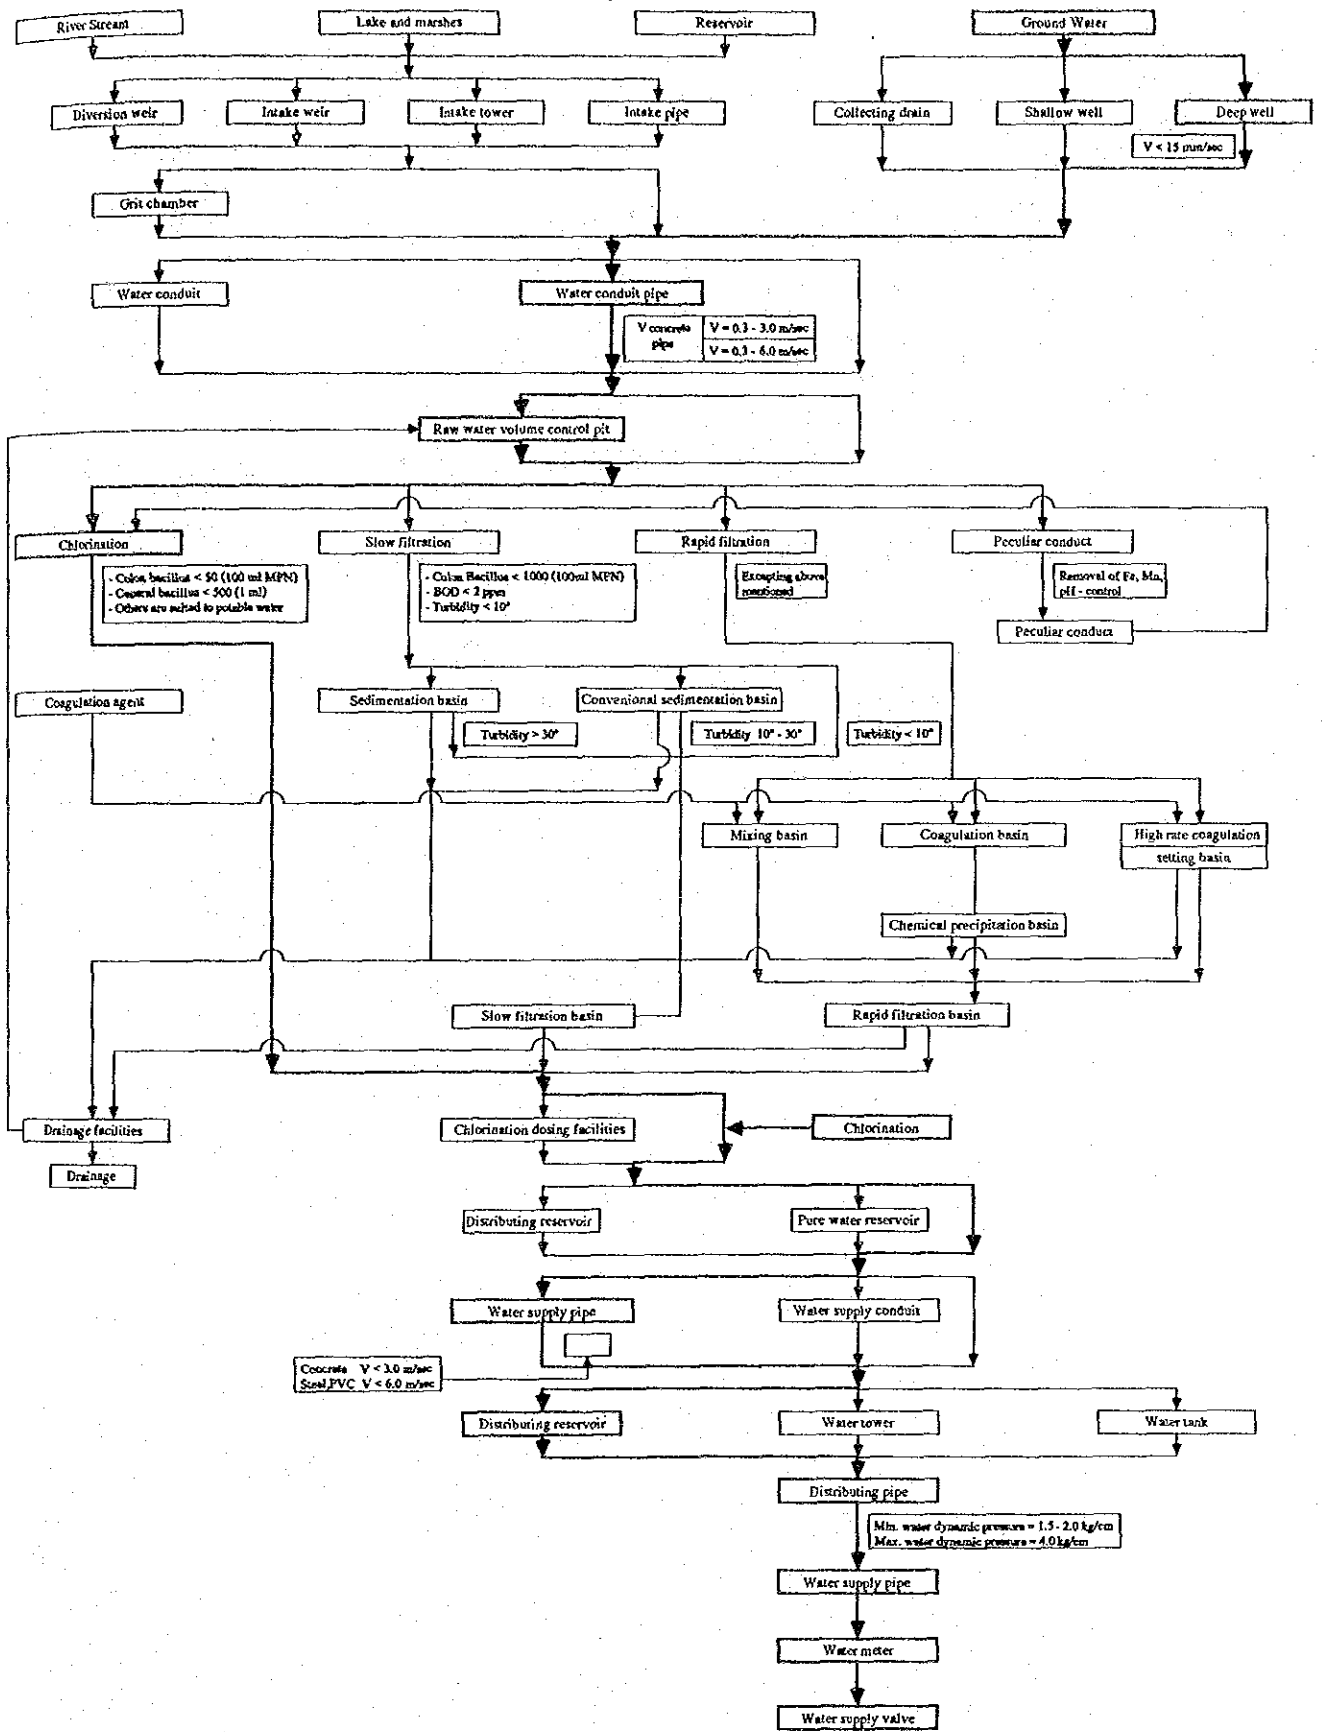 River Stream
Lake and marshes
Reservoir
Ground Water
Diversion weir
Intake weir
Intake tower
Intake pipe
Collecting drain
Shallow well
Deep well
V < 15 mm/sec
Grit chamber
Water conduit
Water conduit pipe
V concrete
pipe
V = 0.3 - 3.0 m/sec
V = 0.3 - 6.0 m/sec
Raw water volume control pit
Chlorination
Slow filtration
Rapid filtration
Peculiar conduct
- Colon bacillus < 50 (100 ml MPN)
- General bacillus < 500 (1 ml)
- Others are suited to potable water
- Colon Bacillus < 1000 (100ml MPN)
- BOD < 2 ppm
- Turbidity < 10°
Excepting above
mentioned
Removal of Fe, Mn,
pH - control
Peculiar conduct
Coagulation agent
Sedimentation basin
Convenional sedimentation basin
Turbidity > 30°
Turbidity 10° - 30°
Turbidity < 10°
Mixing basin
Coagulation basin
High rate coagulation
setting basin
Chemical precipitation basin
Slow filtration basin
Rapid filtration basin
Drainage facilities
Chlorination dosing facilities
Chlorination
Drainage
Distributing reservoir
Pure water reservoir
Water supply pipe
Water supply conduit
Concrete V < 3.0 m/sec
Steel,PVC V < 6.0 m/sec
Distributing reservoir
Water tower
Water tank
Distributing pipe
Min. water dynamic pressure = 1.5 - 2.0 kg/cm
Max. water dynamic pressure = 4.0 kg/cm
Water supply pipe
Water meter
Water supply valve